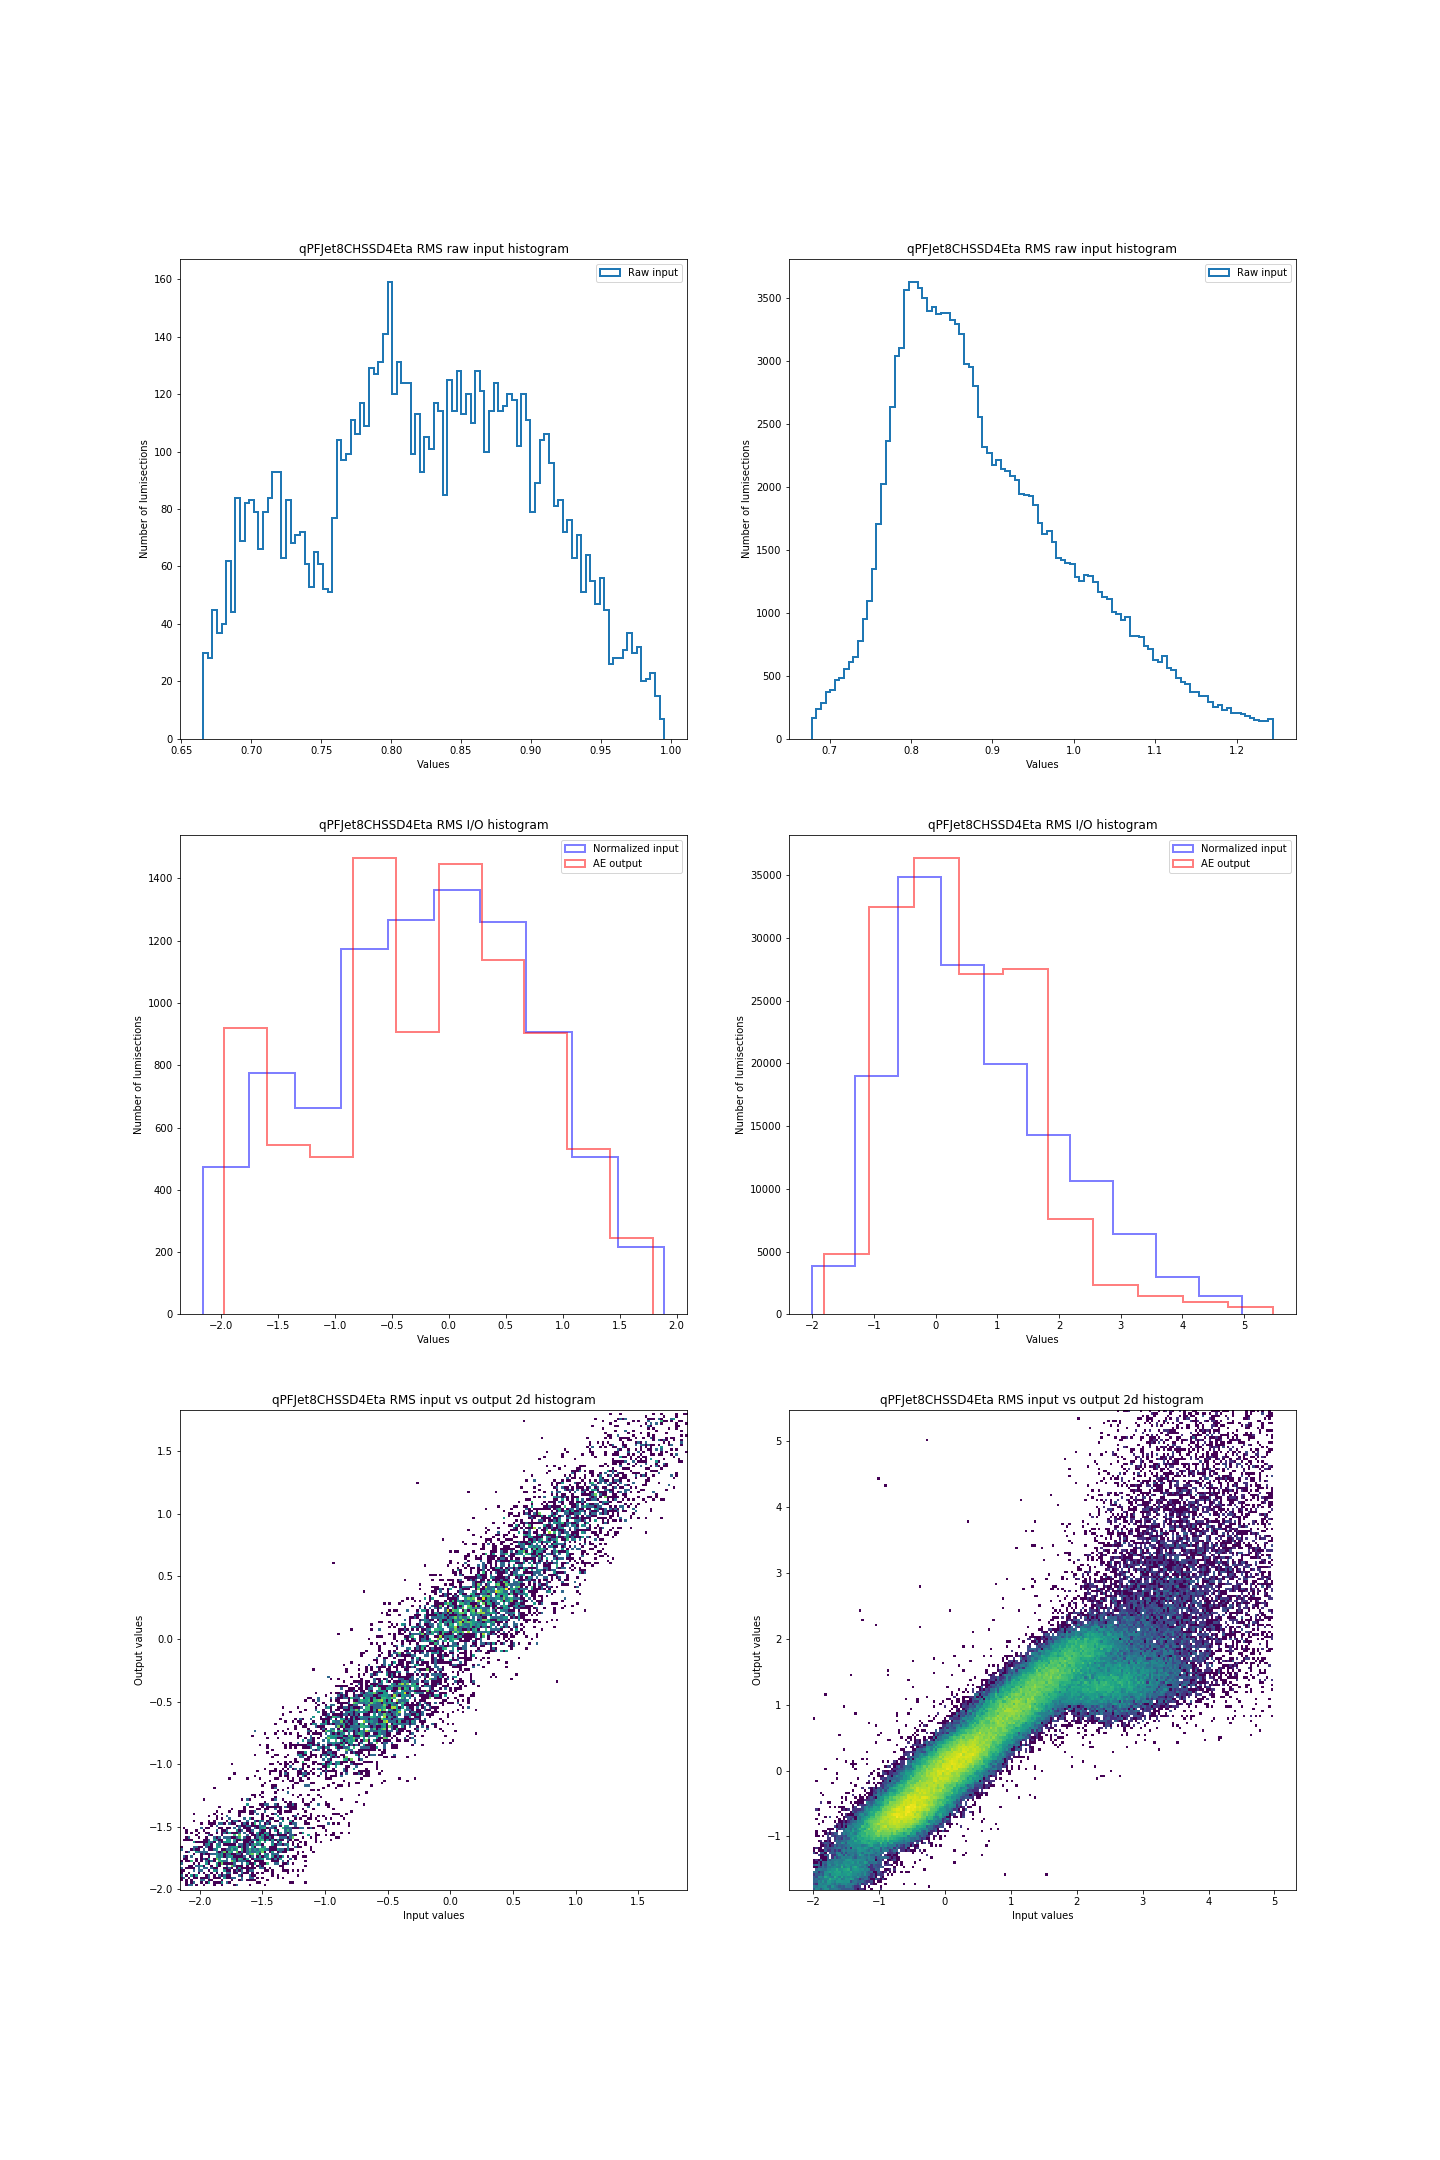 qPFJet8CHSSD4Eta RMS raw input histogram
Raw input
160
140
120
100
80
60
40
20
0
Number of lumisections
0.65 0.70 0.75 0.80 0.85 0.90 0.95 1.00
Values
qPFJet8CHSSD4Eta RMS raw input histogram
Raw input
3500
3000
2500
2000
1500
1000
500
0
Number of lumisections
0.7 0.8 0.9 1.0 1.1 1.2
Values
qPFJet8CHSSD4Eta RMS I/O histogram
Normalized input
AE output
1400
1200
1000
800
600
400
200
0
Number of lumisections
−2.0 −1.5 −1.0 −0.5 0.0 0.5 1.0 1.5 2.0
Values
qPFJet8CHSSD4Eta RMS I/O histogram
Normalized input
AE output
35000
30000
25000
20000
15000
10000
5000
0
Number of lumisections
−2 −1 0 1 2 3 4 5
Values
qPFJet8CHSSD4Eta RMS input vs output 2d histogram
1.5
1.0
0.5
0.0
−0.5
−1.0
−1.5
−2.0
Output values
−2.0 −1.5 −1.0 −0.5 0.0 0.5 1.0 1.5
Input values
qPFJet8CHSSD4Eta RMS input vs output 2d histogram
5
4
3
2
1
0
−1
Output values
−2 −1 0 1 2 3 4 5
Input values